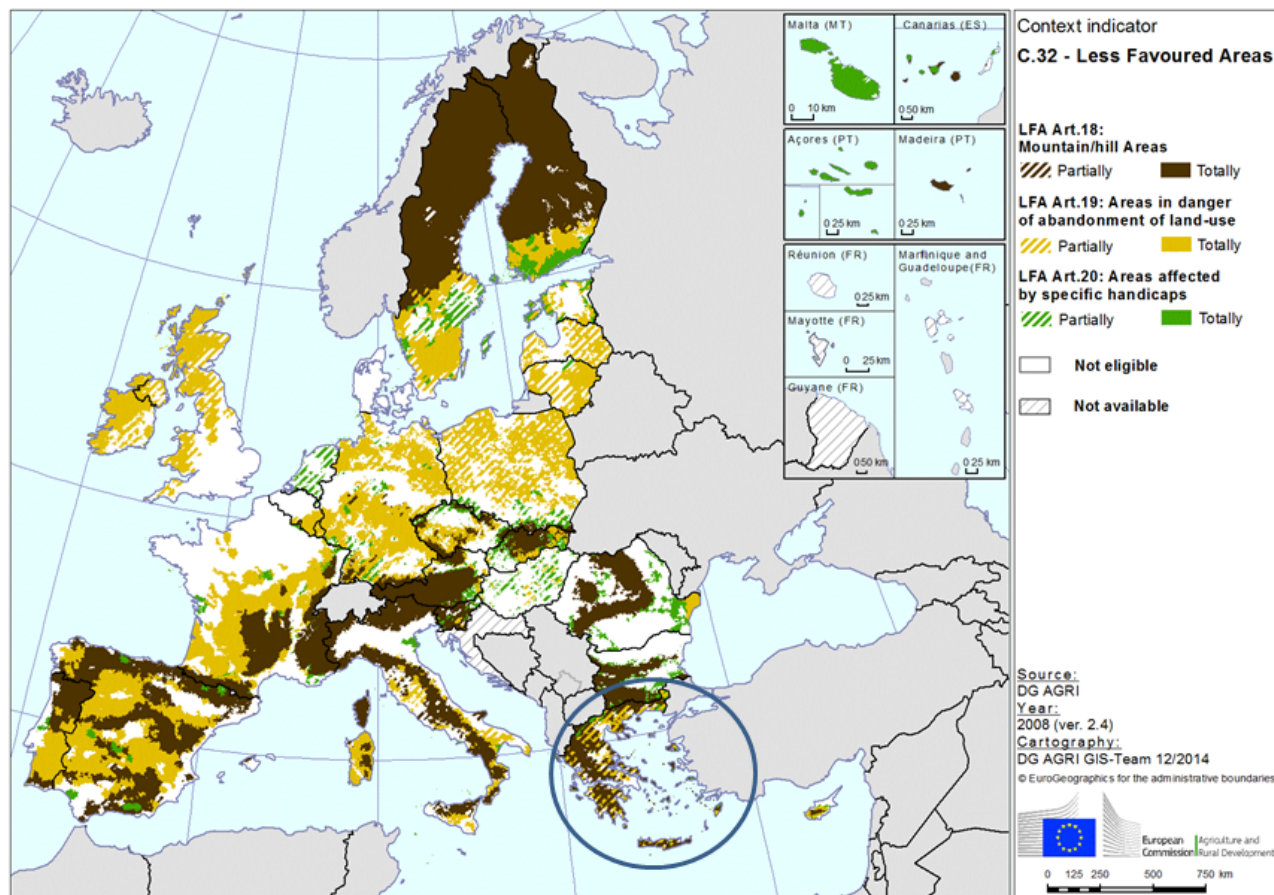 Malta (MT)
0 10 km
Canarias (ES)
0 50 km
Açores (PT)
0 25 km
Madeira (PT)
0 25 km
Réunion (FR)
0 25 km
Mayotte (FR)
0 25 km
Guyane (FR)
0 50 km
Martinique and
Guadeloupe(FR)
0 25 km
Context indicator
C.32 - Less Favoured Areas
LFA Art.18:
Mountain/hill Areas
Partially Totally
LFA Art.19: Areas in danger
of abandonment of land-use
Partially Totally
LFA Art.20: Areas affected
by specific handicaps
Partially Totally
Not eligible
Not available
Source:
DG AGRI
Year:
2008 (ver. 2.4)
Cartography:
DG AGRI GIS-Team 12/2014
© EuroGeographics for the administrative boundaries
European
Commission
Agriculture and
Rural Development
0 125 250 500 750 km